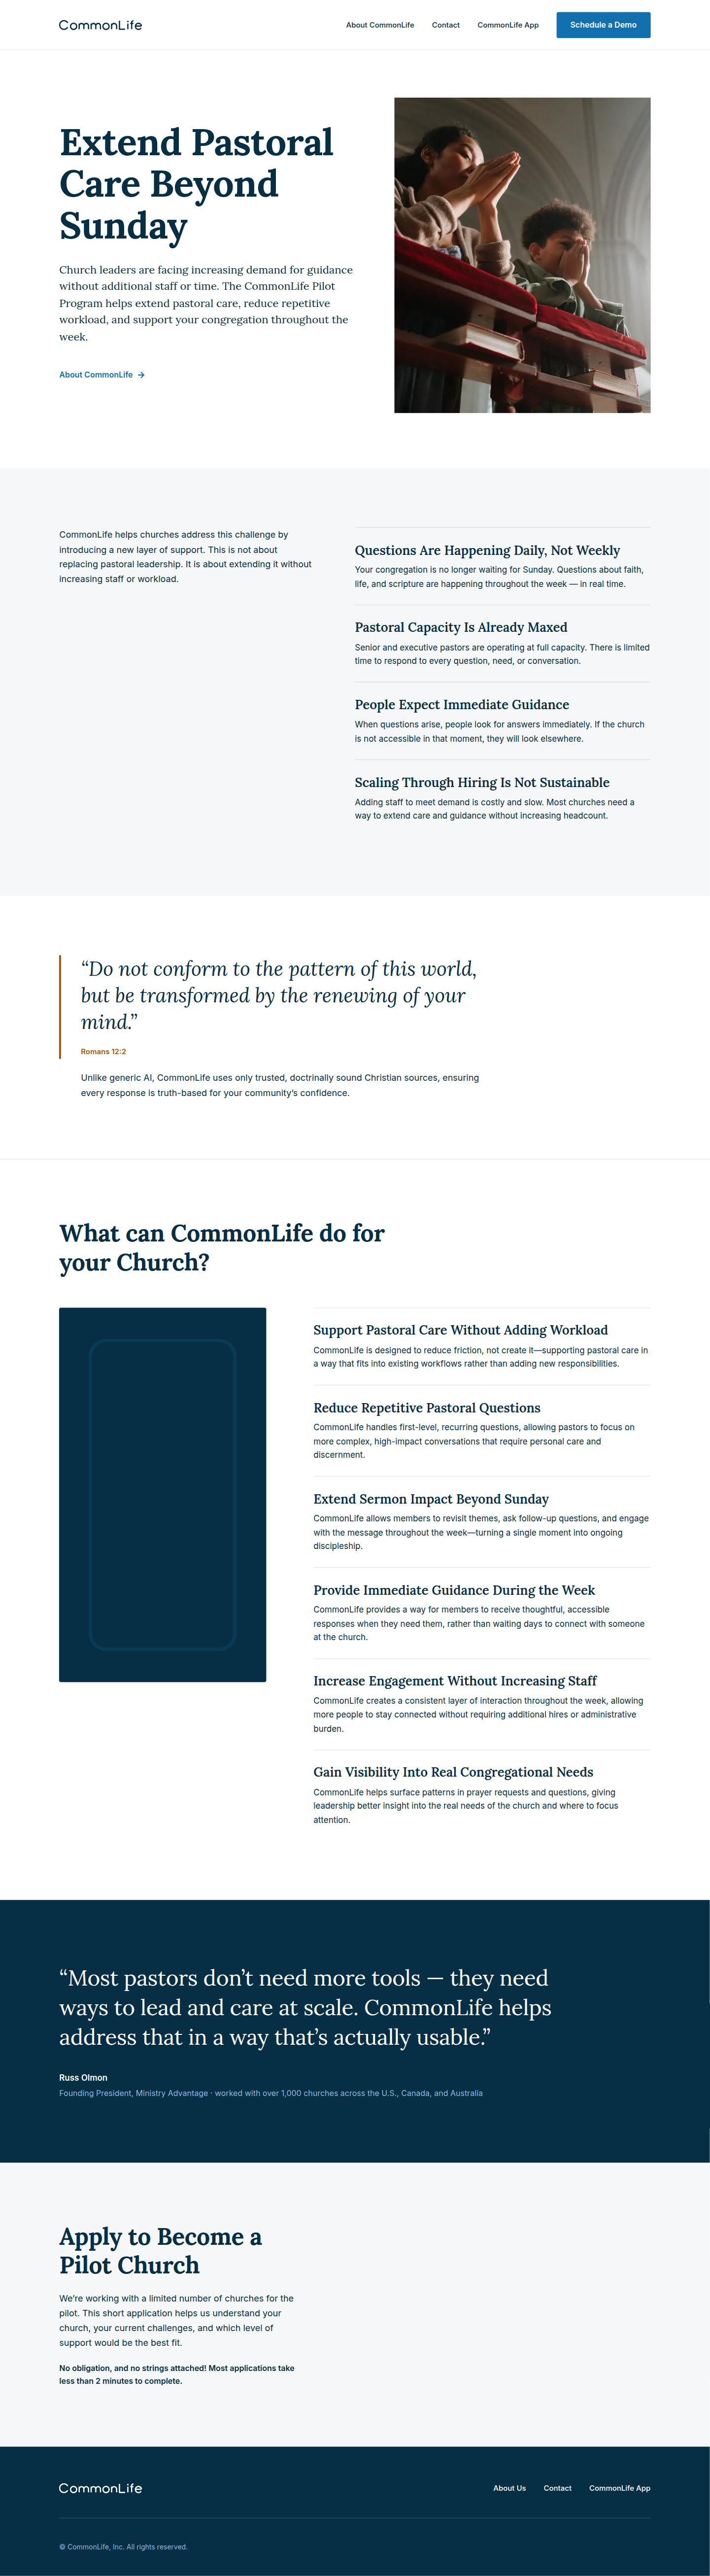 CommonLife
About CommonLife
Contact
CommonLife App
Schedule a Demo
Extend Pastoral
Care Beyond
Sunday
Church leaders are facing increasing demand for guidance
without additional staff or time. The CommonLife Pilot
Program helps extend pastoral care, reduce repetitive
workload, and support your congregation throughout the
week.
About CommonLife →
CommonLife helps churches address this challenge by
introducing a new layer of support. This is not about
replacing pastoral leadership. It is about extending it without
increasing staff or workload.
Questions Are Happening Daily, Not Weekly
Your congregation is no longer waiting for Sunday. Questions about faith,
life, and scripture are happening throughout the week — in real time.
Pastoral Capacity Is Already Maxed
Senior and executive pastors are operating at full capacity. There is limited
time to respond to every question, need, or conversation.
People Expect Immediate Guidance
When questions arise, people look for answers immediately. If the church
is not accessible in that moment, they will look elsewhere.
Scaling Through Hiring Is Not Sustainable
Adding staff to meet demand is costly and slow. Most churches need a
way to extend care and guidance without increasing headcount.
“Do not conform to the pattern of this world,
but be transformed by the renewing of your
mind.”
Romans 12:2
Unlike generic AI, CommonLife uses only trusted, doctrinally sound Christian sources, ensuring
every response is truth-based for your community’s confidence.
What can CommonLife do for
your Church?
Support Pastoral Care Without Adding Workload
CommonLife is designed to reduce friction, not create it—supporting pastoral care in
a way that fits into existing workflows rather than adding new responsibilities.
Reduce Repetitive Pastoral Questions
CommonLife handles first-level, recurring questions, allowing pastors to focus on
more complex, high-impact conversations that require personal care and
discernment.
Extend Sermon Impact Beyond Sunday
CommonLife allows members to revisit themes, ask follow-up questions, and engage
with the message throughout the week—turning a single moment into ongoing
discipleship.
Provide Immediate Guidance During the Week
CommonLife provides a way for members to receive thoughtful, accessible
responses when they need them, rather than waiting days to connect with someone
at the church.
Increase Engagement Without Increasing Staff
CommonLife creates a consistent layer of interaction throughout the week, allowing
more people to stay connected without requiring additional hires or administrative
burden.
Gain Visibility Into Real Congregational Needs
CommonLife helps surface patterns in prayer requests and questions, giving
leadership better insight into the real needs of the church and where to focus
attention.
“Most pastors don’t need more tools — they need
ways to lead and care at scale. CommonLife helps
address that in a way that’s actually usable.”
Russ Olmon
Founding President, Ministry Advantage · worked with over 1,000 churches across the U.S., Canada, and Australia
Apply to Become a
Pilot Church
We’re working with a limited number of churches for the
pilot. This short application helps us understand your
church, your current challenges, and which level of
support would be the best fit.
No obligation, and no strings attached! Most applications take
less than 2 minutes to complete.
CommonLife
About Us
Contact
CommonLife App
© CommonLife, Inc. All rights reserved.